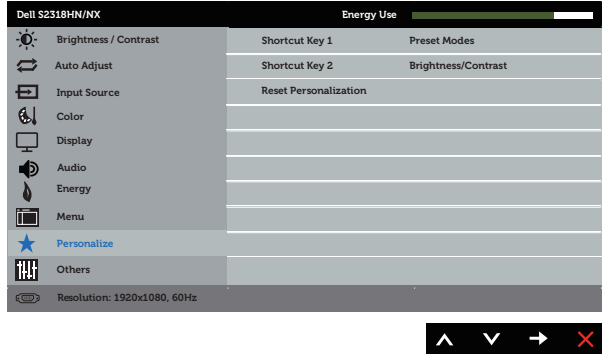 Dell S2318HN/NX Energy Use
Brightness / Contrast Shortcut Key 1 Preset Modes
Auto Adjust Shortcut Key 2 Brightness/Contrast
Input Source Reset Personalization
Color
Display
Audio
Energy
Menu
Personalize
Others
Resolution: 1920x1080, 60Hz